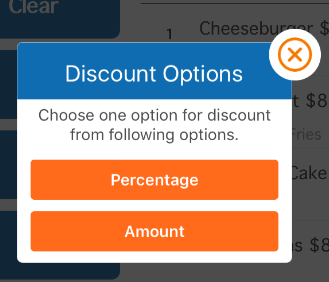 Clear
1 Cheeseburger $
Discount Options
Choose one option for discount
from following options.
t $8
Fries
Percentage
Cake
Amount
s $8